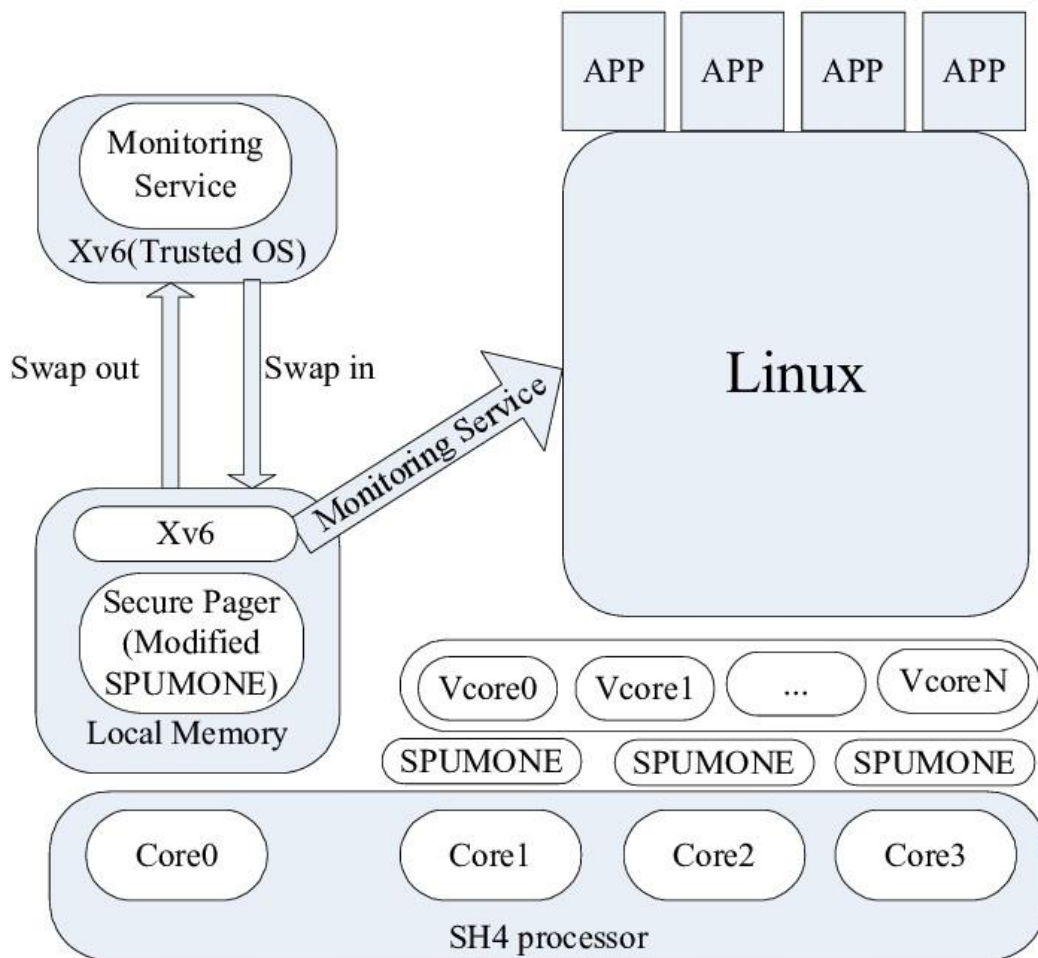 APP APP APP APP
Monitoring
Service
Xv6(Trusted OS)
Swap out
Swap in
Monitoring Service
Linux
Xv6
Secure Pager
(Modified
SPUMONE)
Local Memory
Vcore0 Vcore1 ... VcoreN
SPUMONE SPUMONE SPUMONE
Core0 Core1 Core2 Core3
SH4 processor